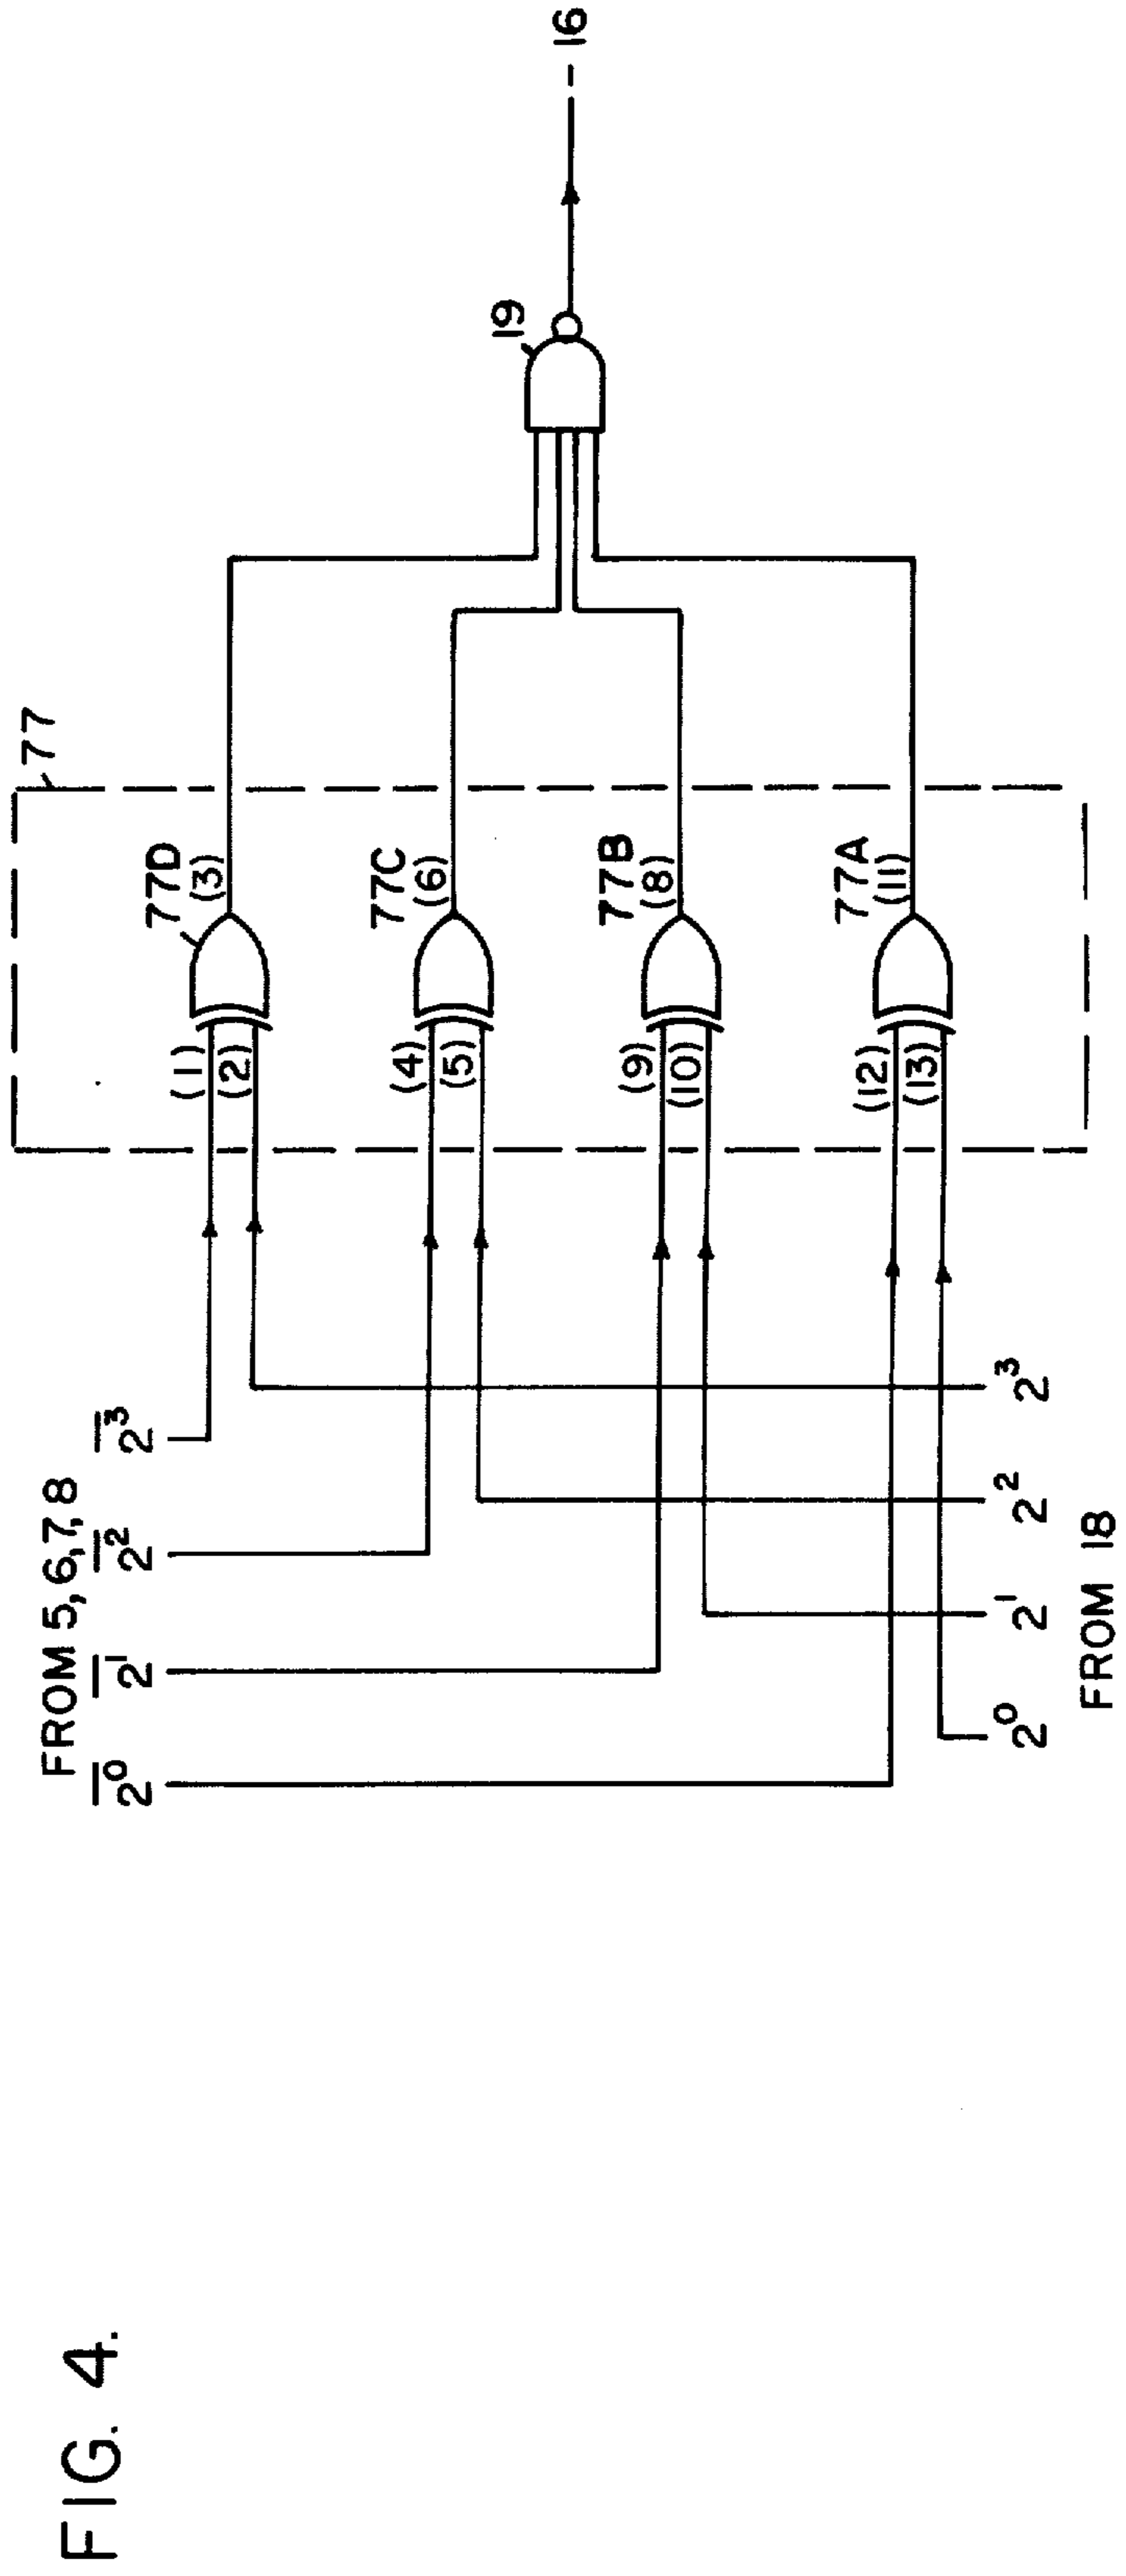 FROM 5,6,7,8
2̅⁰ 2̅¹ 2̅² 2̅³
77
77D
(1)
(2)
(3)
77C
(4)
(5)
(6)
77B
(9)
(10)
(8)
77A
(12)
(13)
(11)
19
16
2⁰ 2¹ 2² 2³
FROM 18
FIG. 4.